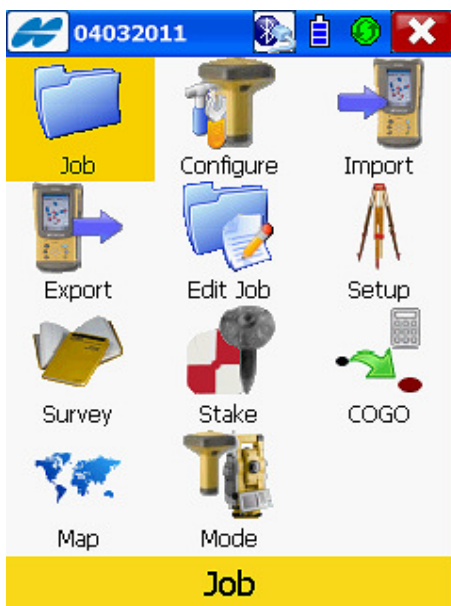 04032011
Job
Configure
Import
Export
Edit Job
Setup
Survey
Stake
COGO
Map
Mode
Job